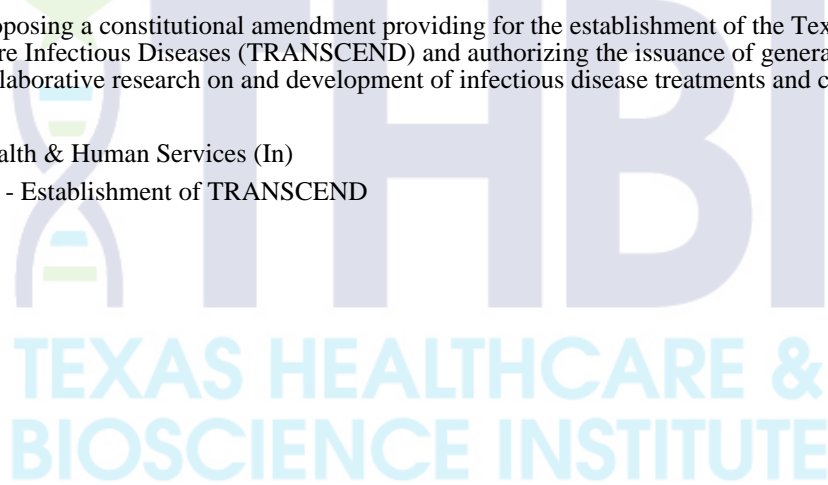 posing a constitutional amendment providing for the establishment of the Tex
re Infectious Diseases (TRANSCEND) and authorizing the issuance of genera
laborative research on and development of infectious disease treatments and c
alth & Human Services (In)
- Establishment of TRANSCEND
THBI
TEXAS HEALTHCARE &
BIOSCIENCE INSTITUTE